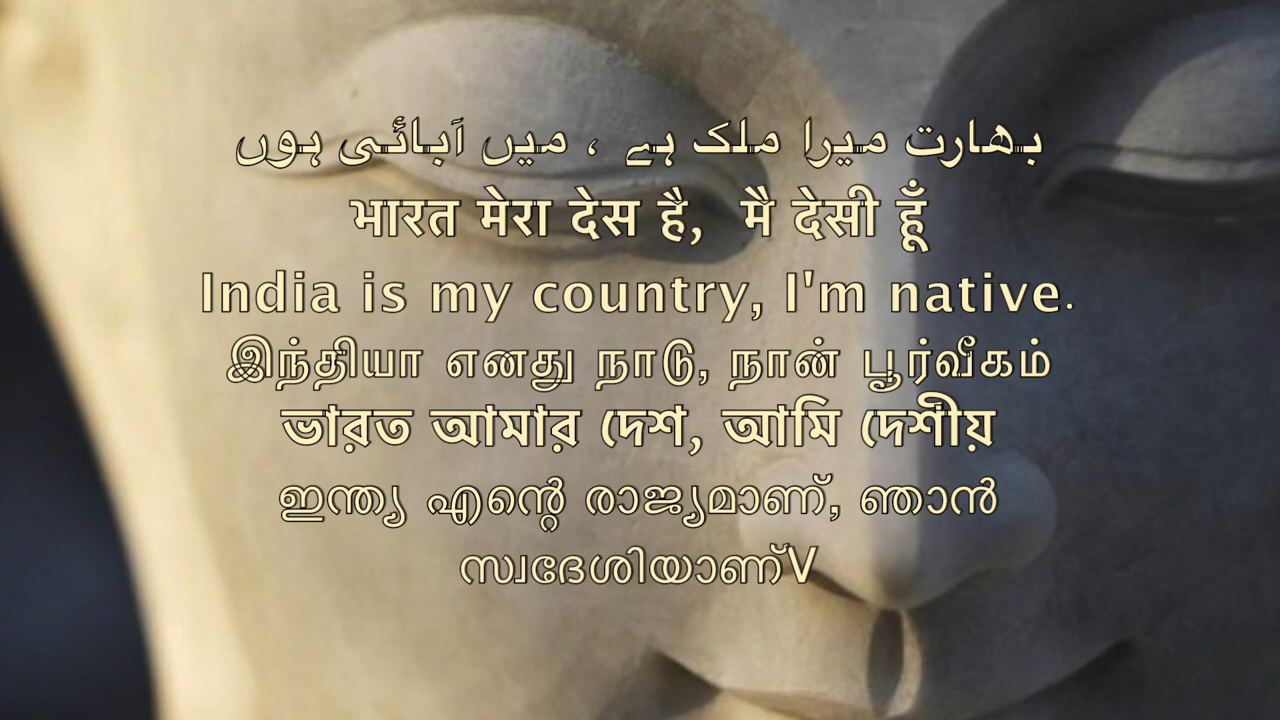 بھارت میرا ملک ہے ، میں آبائی ہوں
भारत मेरा देस है, मै देसी हूँ
India is my country, I'm native.
இந்தியா எனது நாடு, நான் பூர்வீகம்
ভারত আমার দেশ, আমি দেশীয়
ഇന്ത്യ എന്റെ രാജ്യമാണ്, ഞാൻ
സ്വദേശിയാണ്V